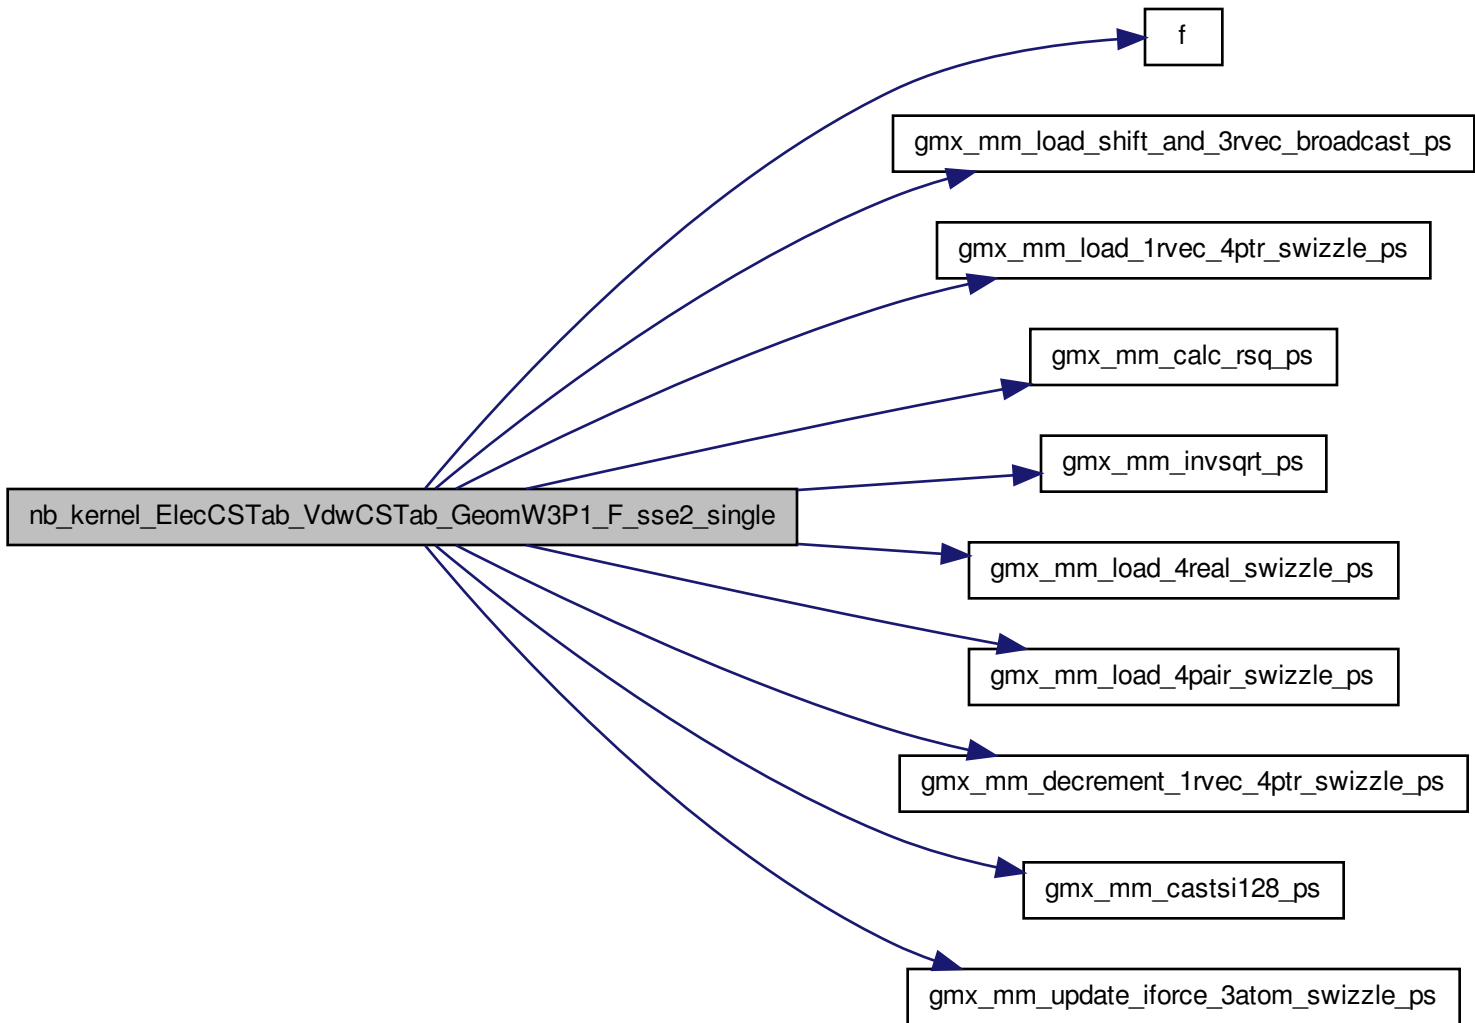 f
gmx_mm_load_shift_and_3rvec_broadcast_ps
gmx_mm_load_1rvec_4ptr_swizzle_ps
gmx_mm_calc_rsq_ps
gmx_mm_invsqrt_ps
nb_kernel_ElecCSTab_VdwCSTab_GeomW3P1_F_sse2_single
gmx_mm_load_4real_swizzle_ps
gmx_mm_load_4pair_swizzle_ps
gmx_mm_decrement_1rvec_4ptr_swizzle_ps
gmx_mm_castsi128_ps
gmx_mm_update_iforce_3atom_swizzle_ps